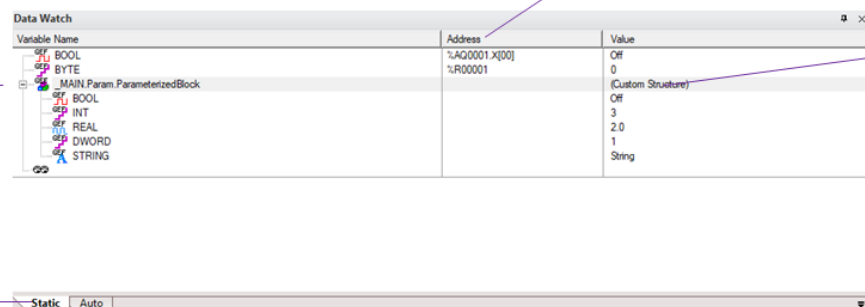 Data Watch
Variable Name Address Value
BOOL %AQ0001.X[00] Off
BYTE %R00001 0
_MAIN.Param.ParameterizedBlock (Custom Structure)
BOOL Off
INT 3
REAL 2.0
DWORD 1
STRING String
Static Auto